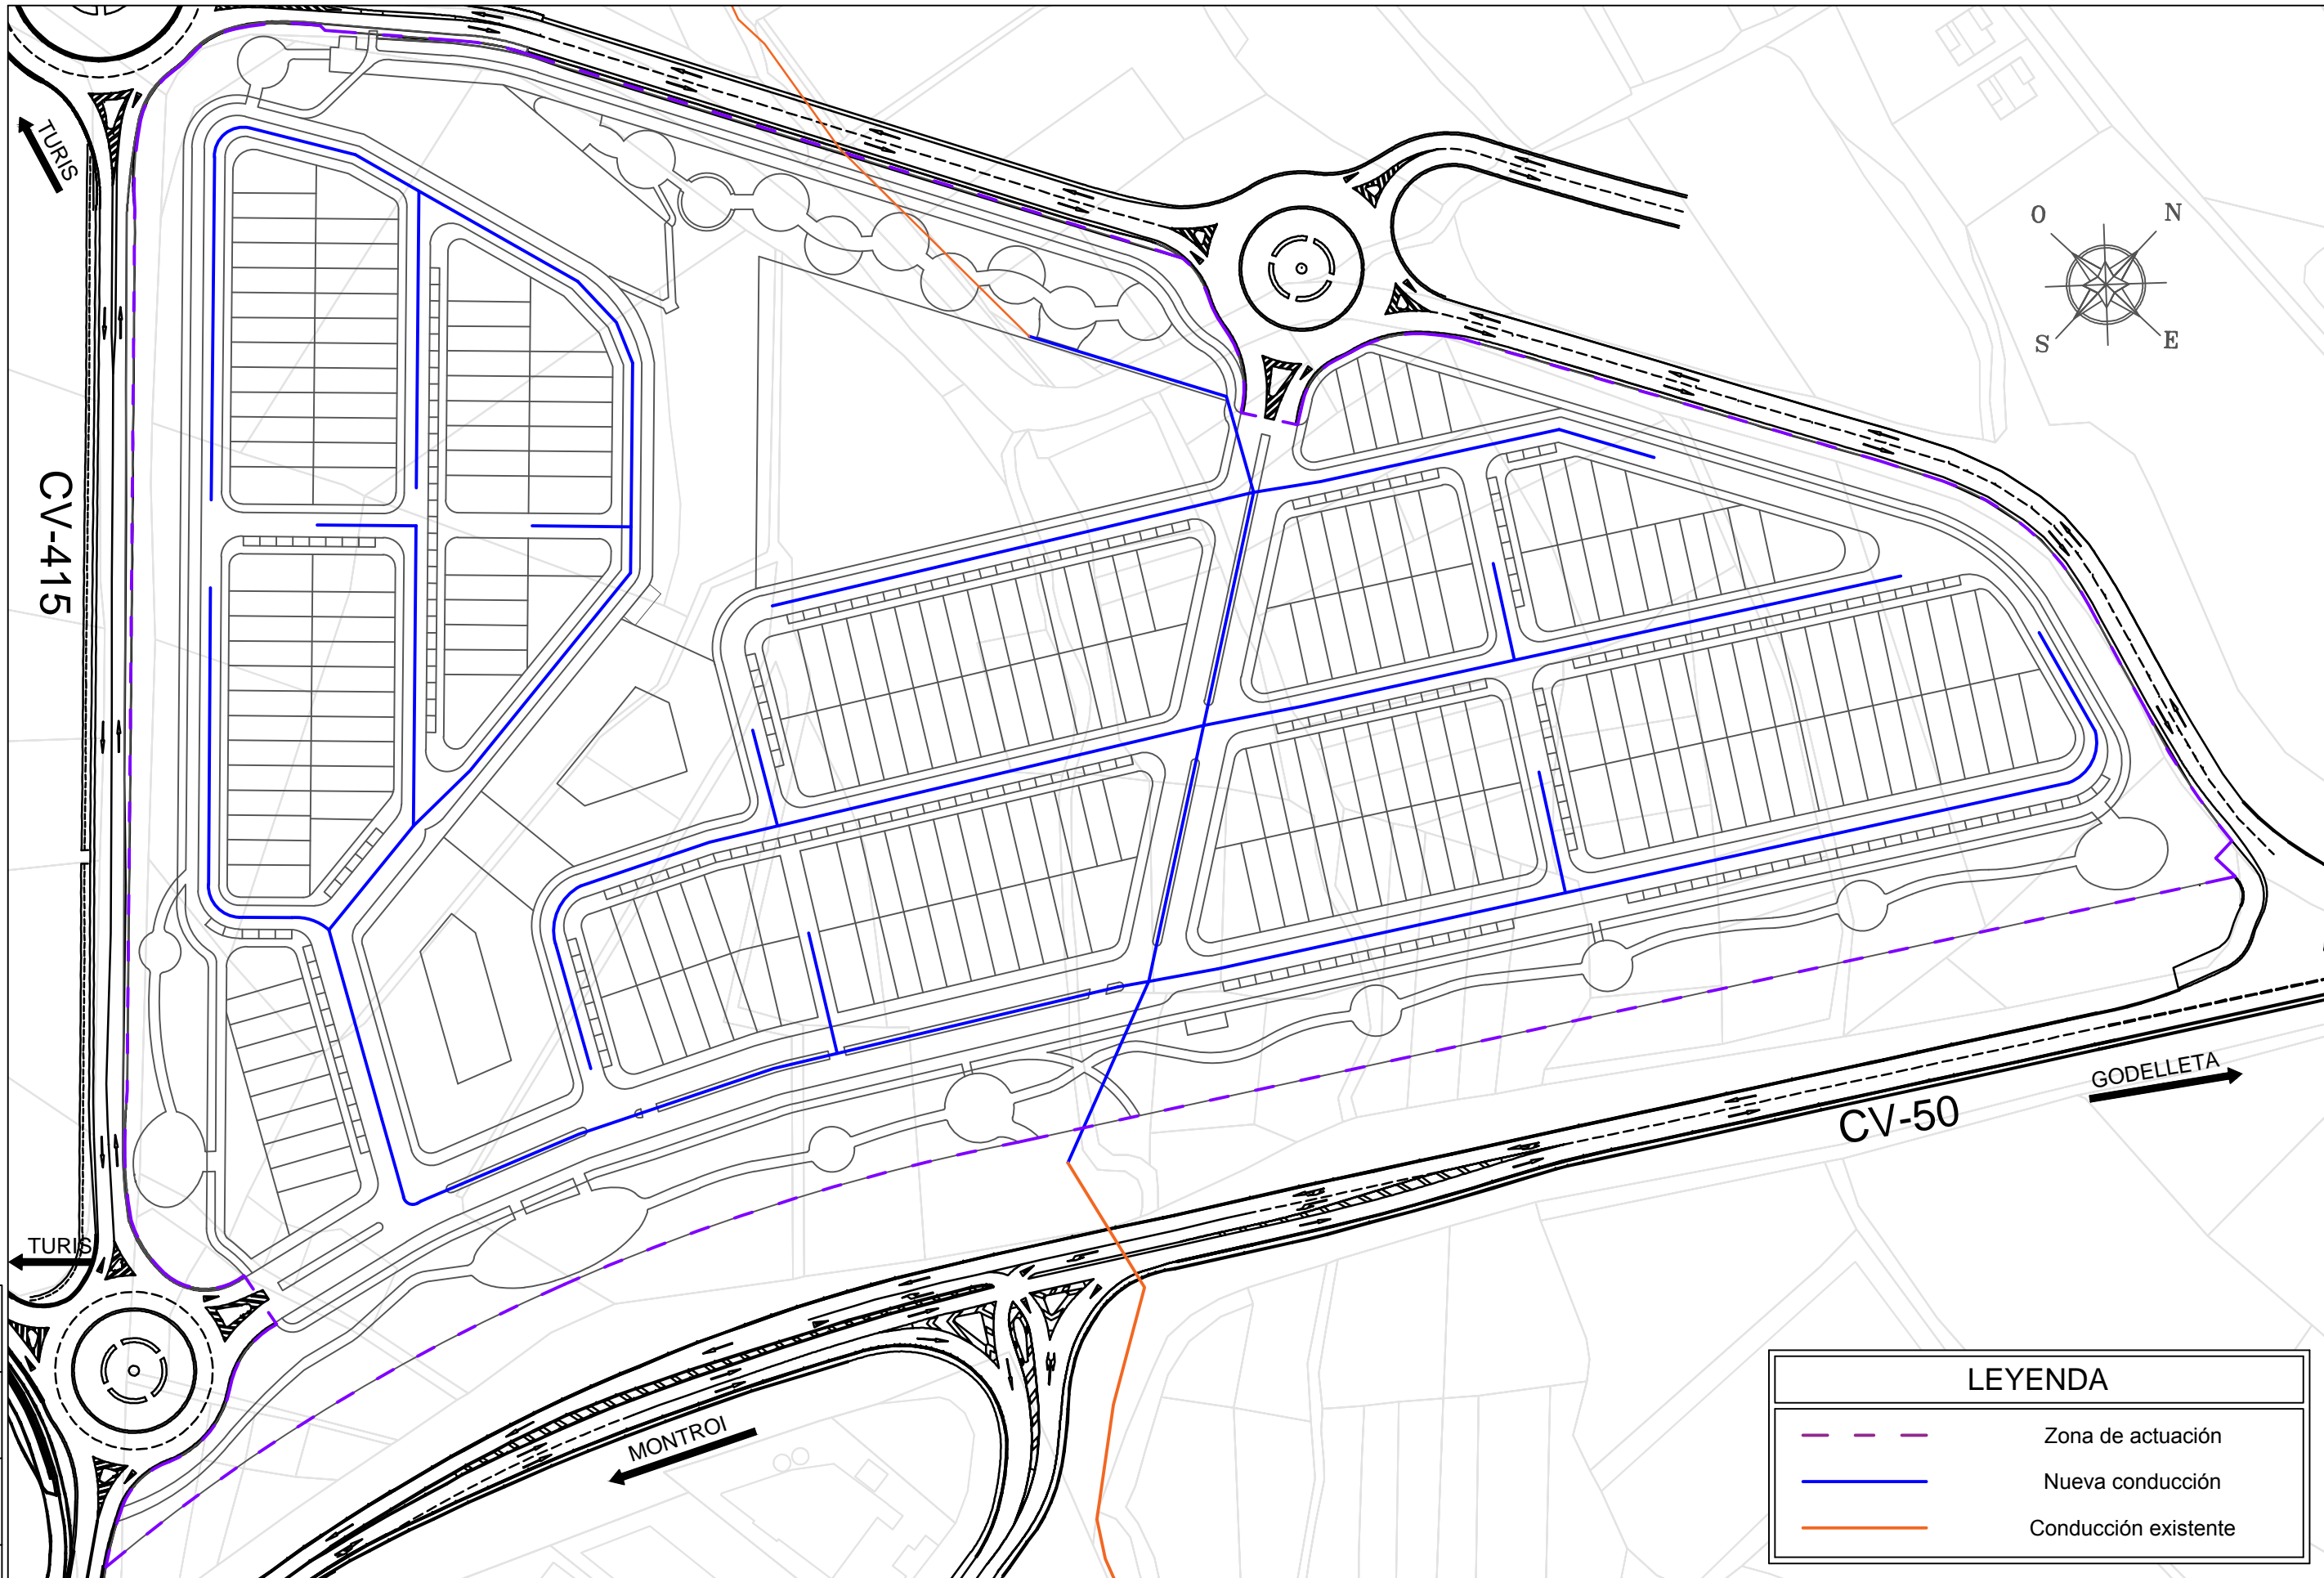 TURIS
O
N
S
E
CV-415
GODELLETA
CV-50
TURIS
MONTROI
LEYENDA
Zona de actuación
Nueva conducción
Conducción existente